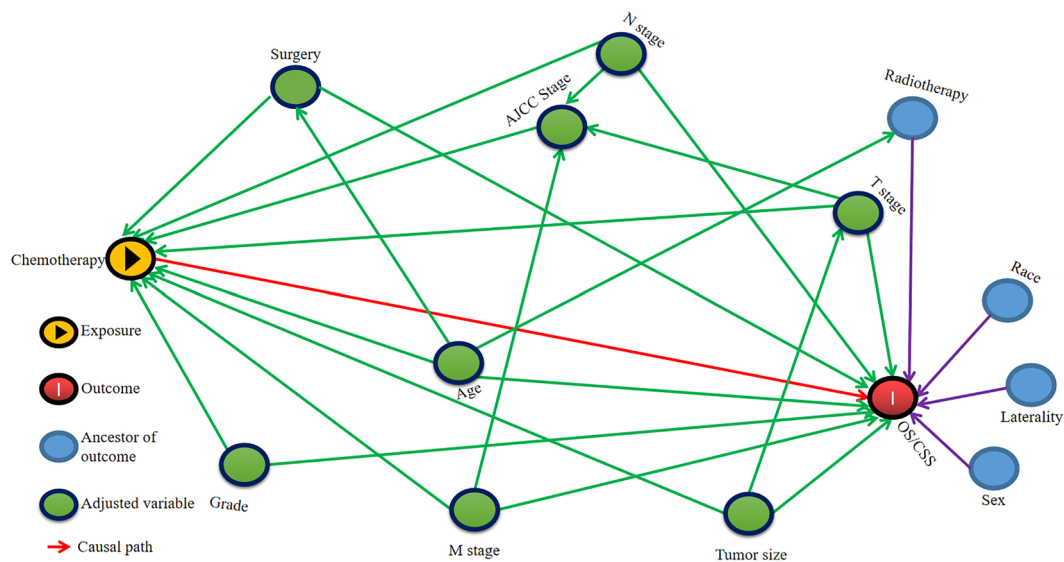 N stage
Surgery
AJCC Stage
Radiotherapy
T stage
Chemotherapy
Race
Exposure
Outcome
Age
Laterality
OS/CSS
Ancestor of
outcome
Grade
Sex
Adjusted variable
M stage
Tumor size
Causal path